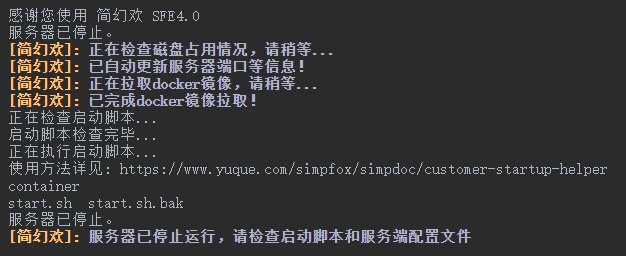 感谢您使用 简幻欢 SFE4.0
服务器已停止。
[简幻欢]: 正在检查磁盘占用情况，请稍等...
[简幻欢]: 已自动更新服务器端口等信息！
[简幻欢]: 正在拉取docker镜像，请稍等...
[简幻欢]: 已完成docker镜像拉取！
正在检查启动脚本...
启动脚本检查完毕...
正在执行启动脚本...
使用方法详见: https://www.yuque.com/simpfox/simpdoc/customer-startup-helper
container
start.sh  start.sh.bak
服务器已停止。
[简幻欢]: 服务器已停止运行，请检查启动脚本和服务端配置文件